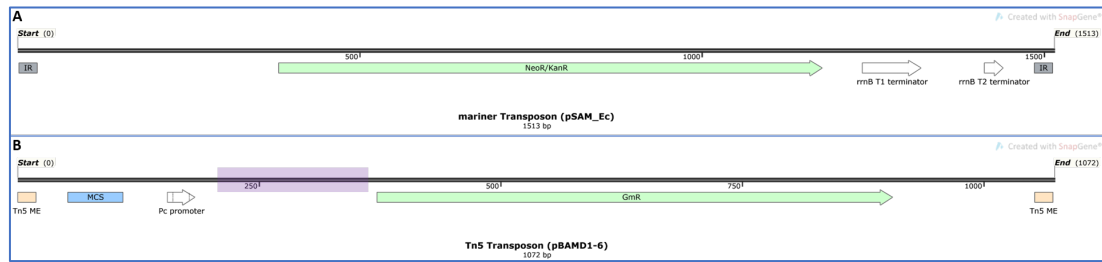 A
Created with SnapGene®
Start (0)
End (1513)
500
1000
1500
IR
NeoR/KanR
IR
rrnB T1 terminator
rrnB T2 terminator
mariner Transposon (pSAM_Ec)
1513 bp
B
Created with SnapGene®
Start (0)
End (1072)
250
500
750
1000
Tn5 ME
MCS
Pc promoter
GmR
Tn5 ME
Tn5 Transposon (pBAMD1-6)
1072 bp